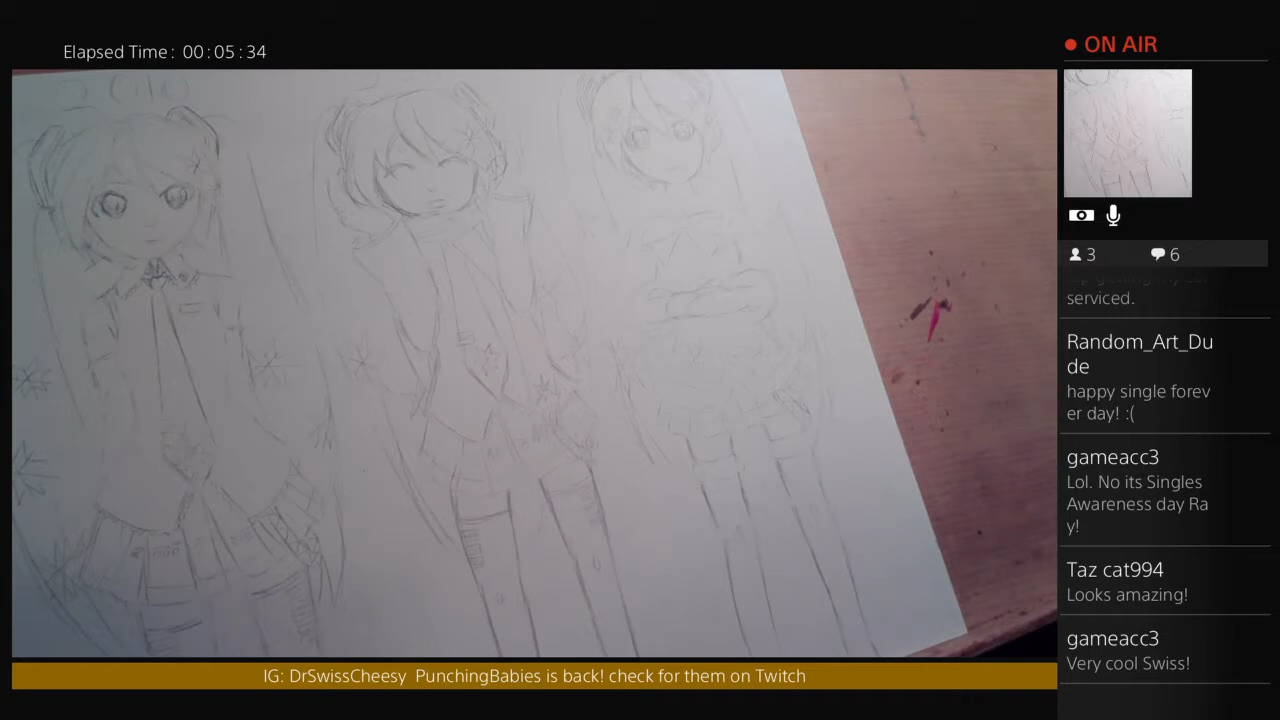 Elapsed Time: 00:05:34
ON AIR
3
6
serviced.
Random_Art_Du
de
happy single forev
er day! :(
gameacc3
Lol. No its Singles
Awareness day Ra
y!
Taz cat994
Looks amazing!
gameacc3
Very cool Swiss!
IG: DrSwissCheesy PunchingBabies is back! check for them on Twitch